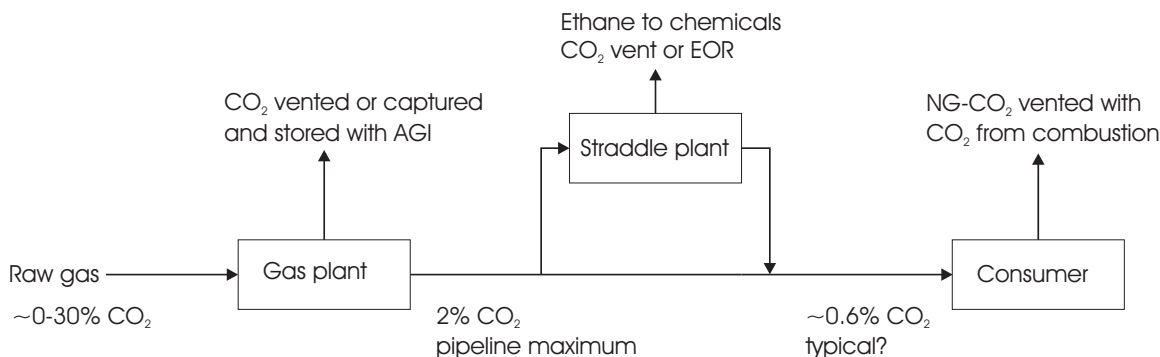 Ethane to chemicals
CO₂ vent or EOR
CO₂ vented or captured
and stored with AGI
NG-CO₂ vented with
CO₂ from combustion
Straddle plant
Raw gas
Gas plant
Consumer
~0-30% CO₂
2% CO₂
pipeline maximum
~0.6% CO₂
typical?